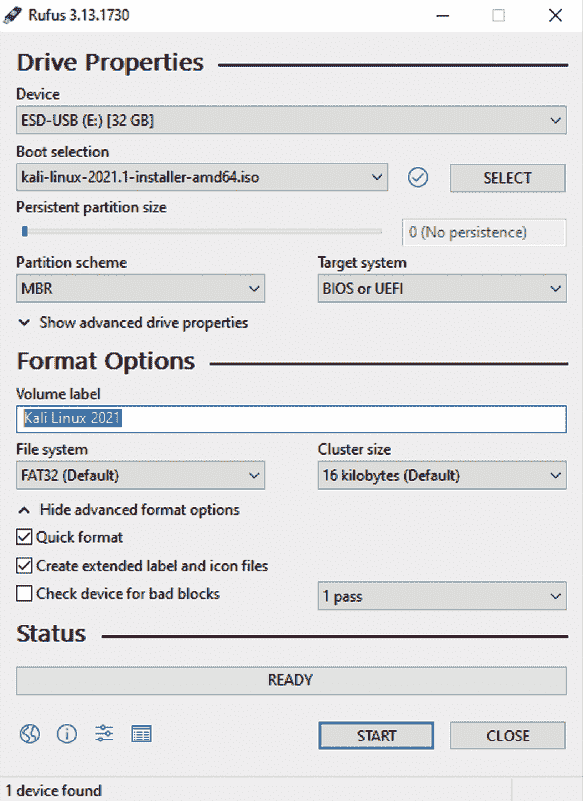 Rufus 3.13.1730
Drive Properties
Device
ESD-USB (E:) [32 GB]
Boot selection
kali-linux-2021.1-installer-amd64.iso
SELECT
Persistent partition size
0 (No persistence)
Partition scheme
Target system
MBR
BIOS or UEFI
Show advanced drive properties
Format Options
Volume label
Kali Linux 2021
File system
Cluster size
FAT32 (Default)
16 kilobytes (Default)
Hide advanced format options
Quick format
Create extended label and icon files
Check device for bad blocks
1 pass
Status
READY
START
CLOSE
1 device found